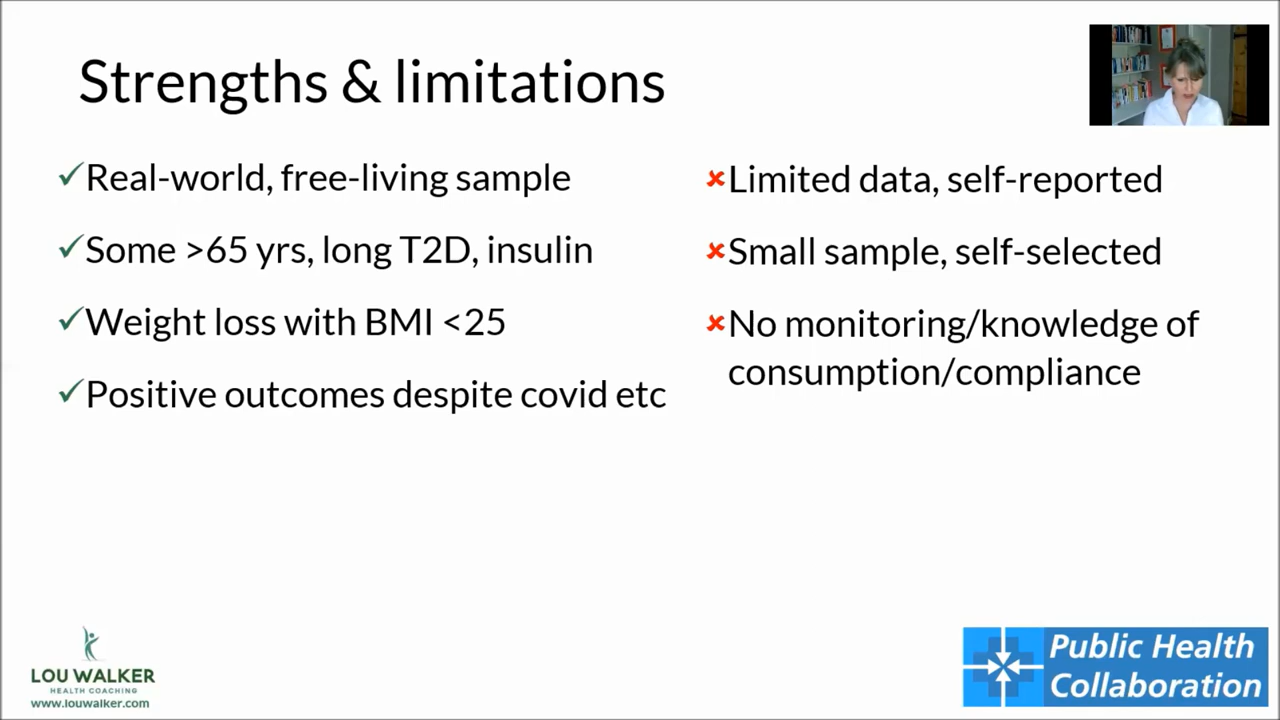 Strengths & limitations
Real-world, free-living sample
Some >65 yrs, long T2D, insulin
Weight loss with BMI <25
Positive outcomes despite covid etc
Limited data, self-reported
Small sample, self-selected
No monitoring/knowledge of
consumption/compliance
LOU WALKER
HEALTH COACHING
www.louwalker.com
Public Health
Collaboration